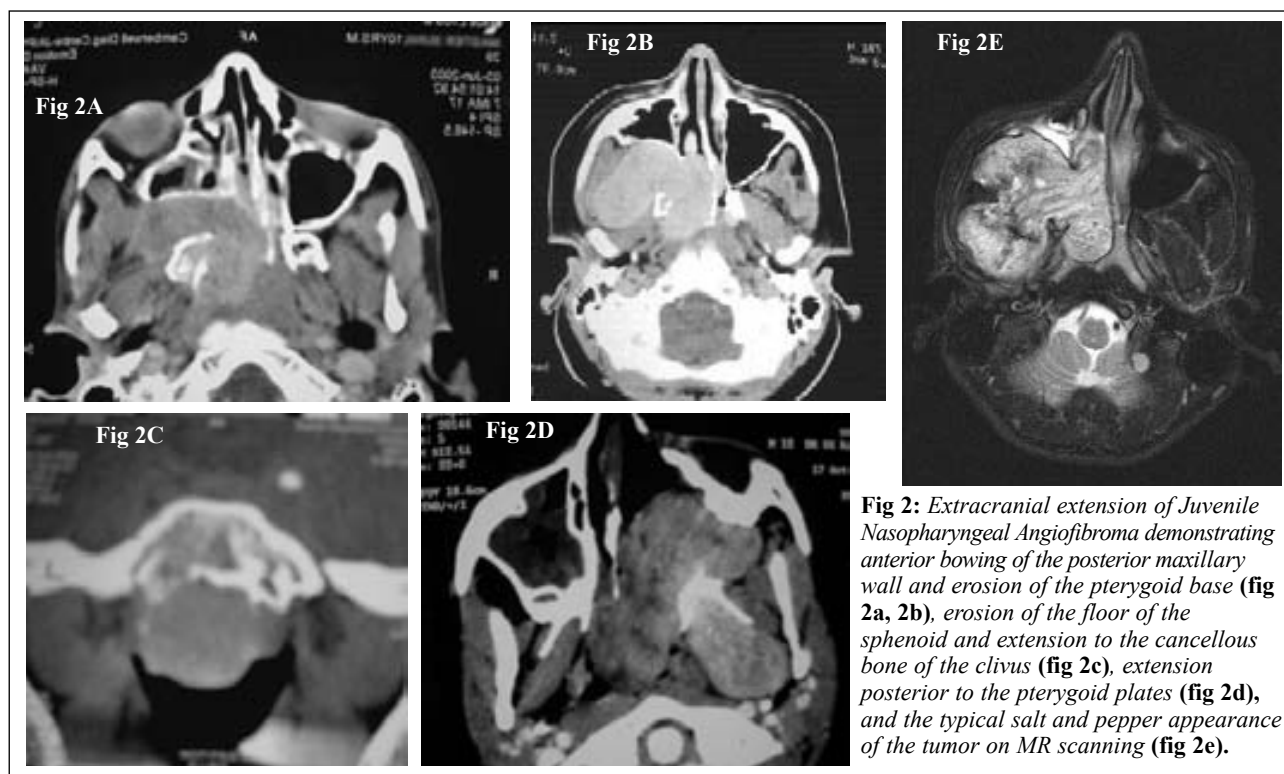 Fig 2A
Fig 2B
Fig 2E
Fig 2C
Fig 2D
Fig 2: Extracranial extension of Juvenile
Nasopharyngeal Angiofibroma demonstrating
anterior bowing of the posterior maxillary
wall and erosion of the pterygoid base (fig
2a, 2b), erosion of the floor of the
sphenoid and extension to the cancellous
bone of the clivus (fig 2c), extension
posterior to the pterygoid plates (fig 2d),
and the typical salt and pepper appearance
of the tumor on MR scanning (fig 2e).